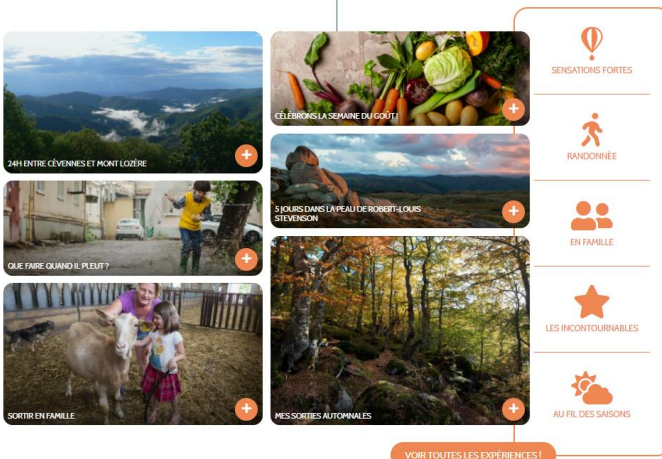 24H ENTRE CÉVENNES ET MONT LOZÈRE
QUE FAIRE QUAND IL PLEUT ?
SORTIR EN FAMILLE
CÉLÉBRONS LA SEMAINE DU GOÛT !
5 JOURS DANS LA PEAU DE ROBERT-LOUIS
STEVENSON
MES SORTIES AUTOMNALES
SENSATIONS FORTES
RANDONNÉE
EN FAMILLE
LES INCONTOURNABLES
AU FIL DES SAISONS
VOIR TOUTES LES EXPÉRIENCES !